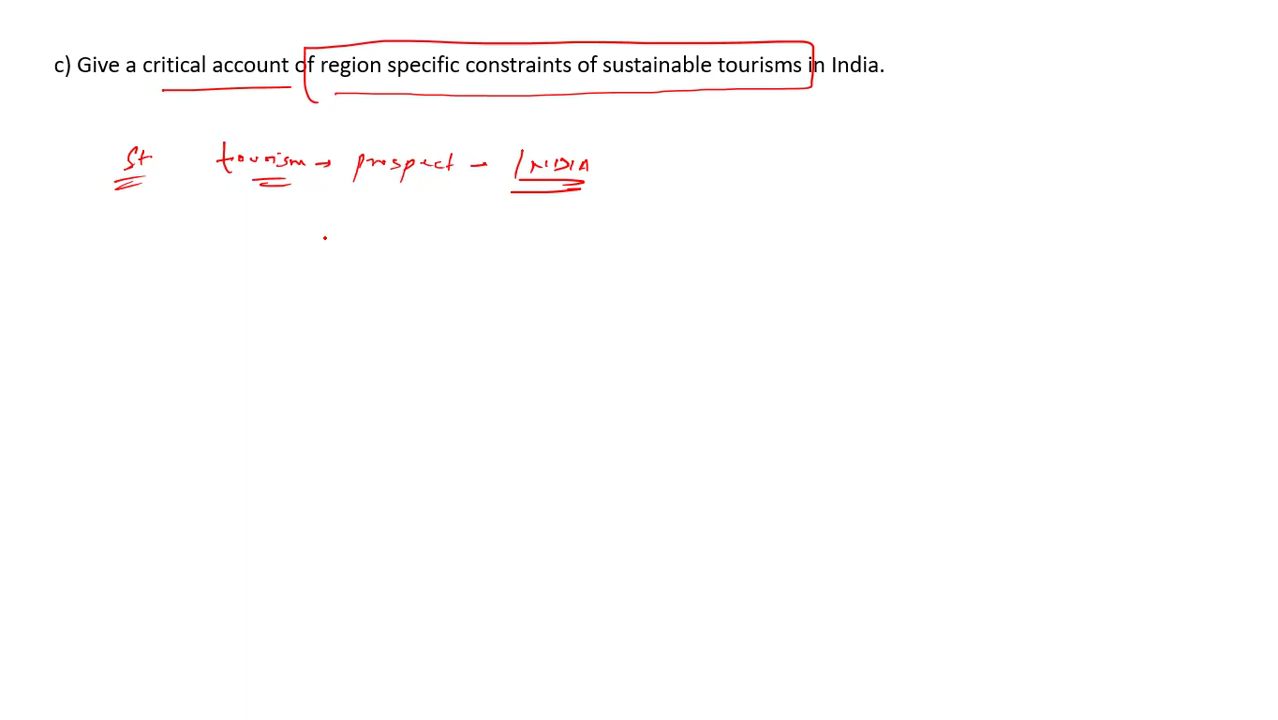 c) Give a critical account of region specific constraints of sustainable tourisms in India.
St tourism → prospect - INDIA